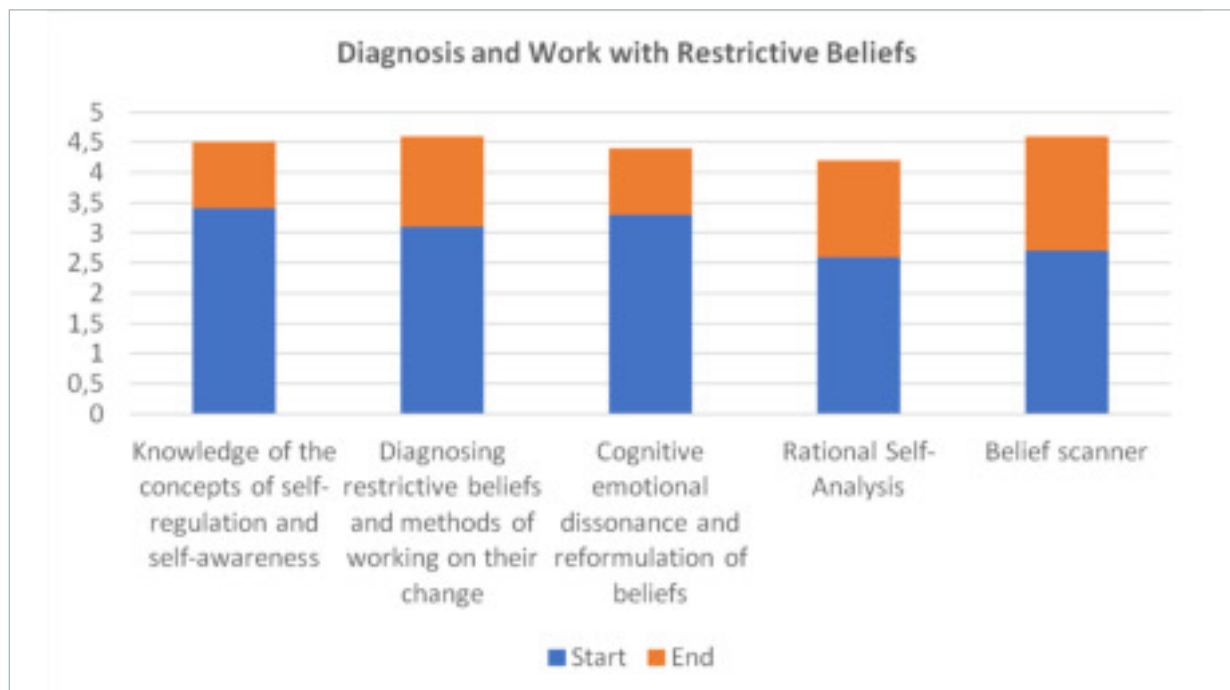 Diagnosis and Work with Restrictive Beliefs
5
4,5
4
3,5
3
2,5
2
1,5
1
0,5
0
Knowledge of the
concepts of self-
regulation and
self-awareness
Diagnosing
restrictive beliefs
and methods of
working on their
change
Cognitive
emotional
dissonance and
reformulation of
beliefs
Rational Self-
Analysis
Belief scanner
Start
End